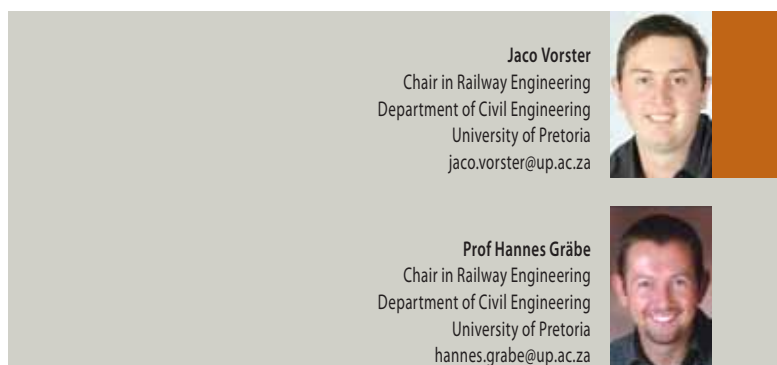 Jaco Vorster
Chair in Railway Engineering
Department of Civil Engineering
University of Pretoria
jaco.vorster@up.ac.za
Prof Hannes Gräbe
Chair in Railway Engineering
Department of Civil Engineering
University of Pretoria
hannes.grabe@up.ac.za